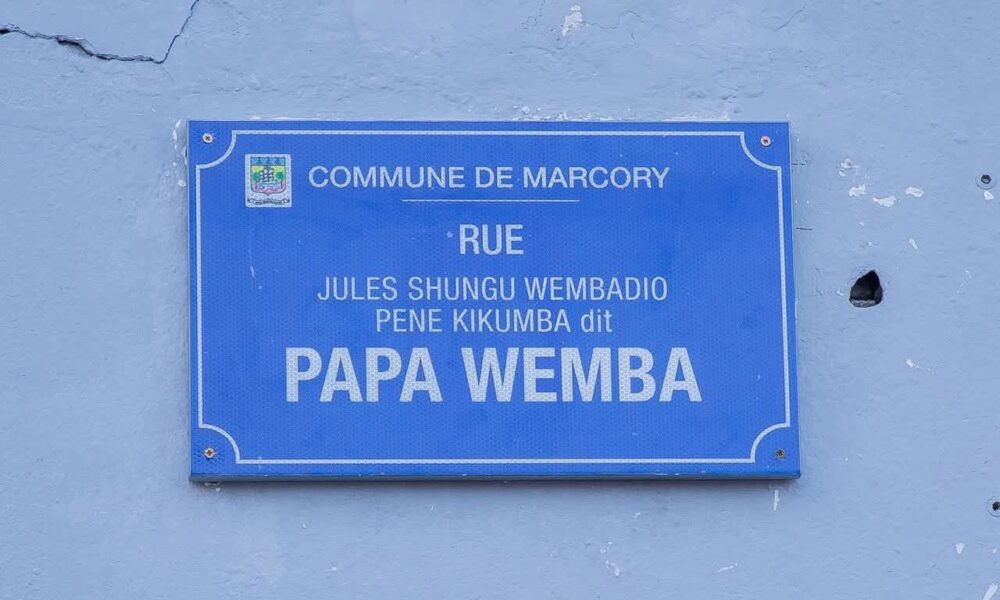 COMMUNE DE MARCORY
RUE
JULES SHUNGU WEMBADIO
PENE KIKUMBA dit
PAPA WEMBA